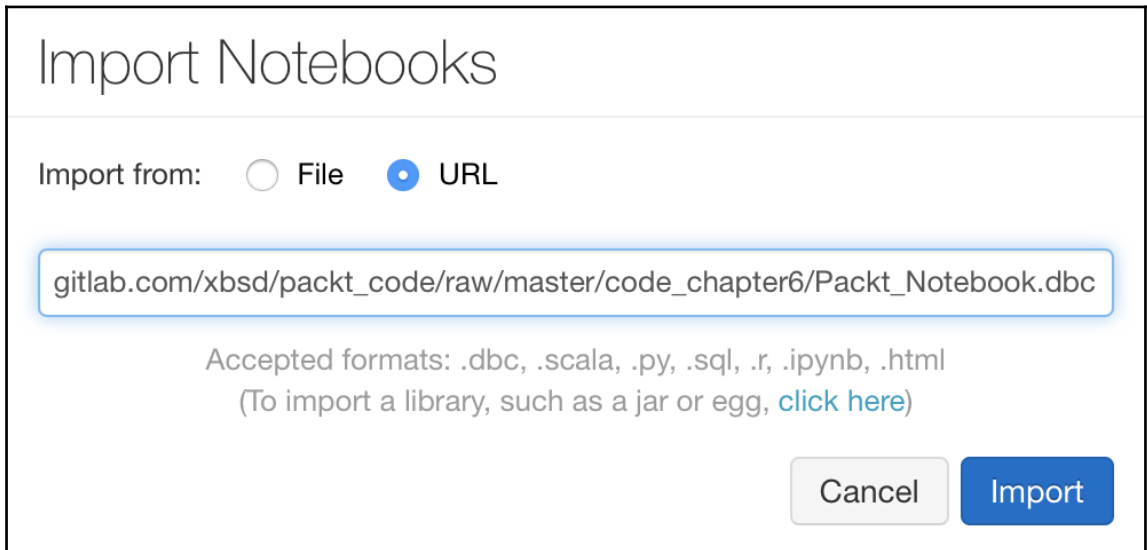 Import Notebooks
Import from: File URL
gitlab.com/xbsd/packt_code/raw/master/code_chapter6/Packt_Notebook.dbc
Accepted formats: .dbc, .scala, .py, .sql, .r, .ipynb, .html
(To import a library, such as a jar or egg, click here)
Cancel Import